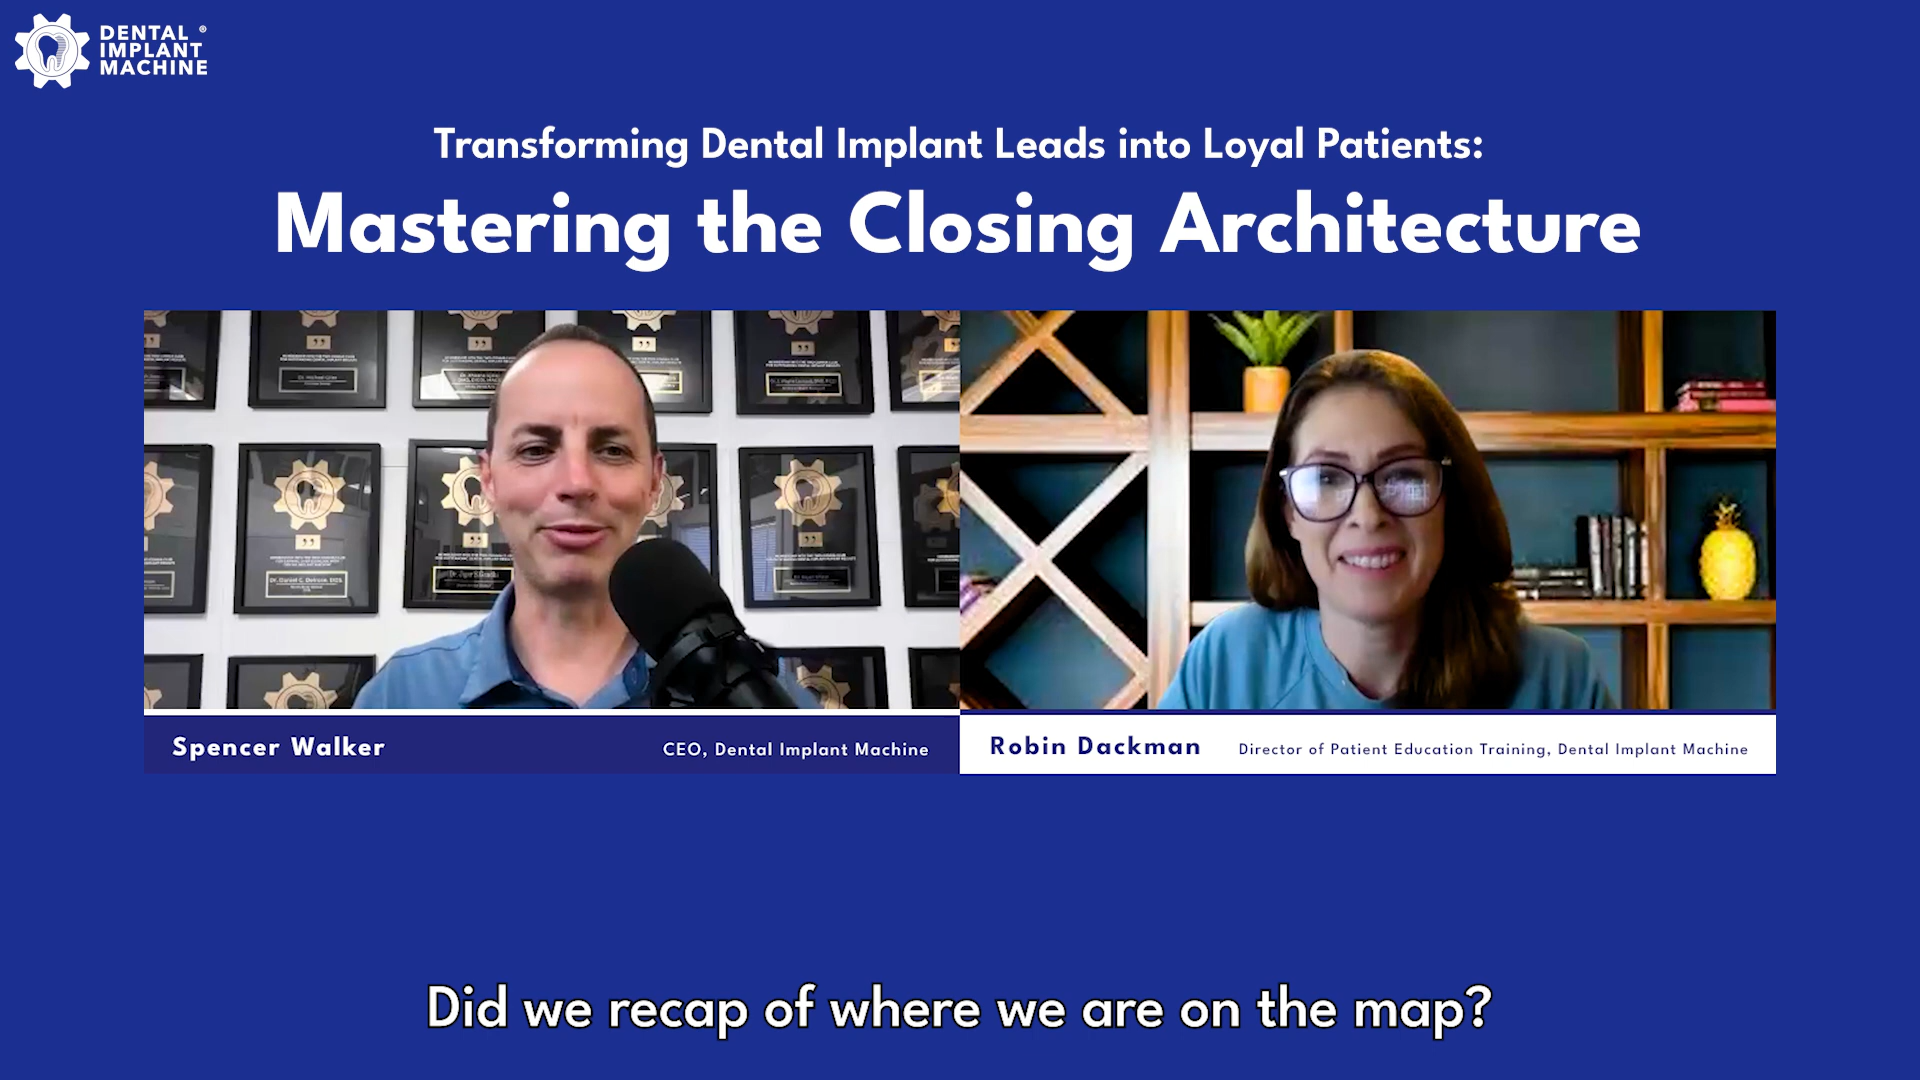 DENTAL ®
IMPLANT
MACHINE
Transforming Dental Implant Leads into Loyal Patients:
Mastering the Closing Architecture
Spencer Walker
CEO, Dental Implant Machine
Robin Dackman
Director of Patient Education Training, Dental Implant Machine
Did we recap of where we are on the map?